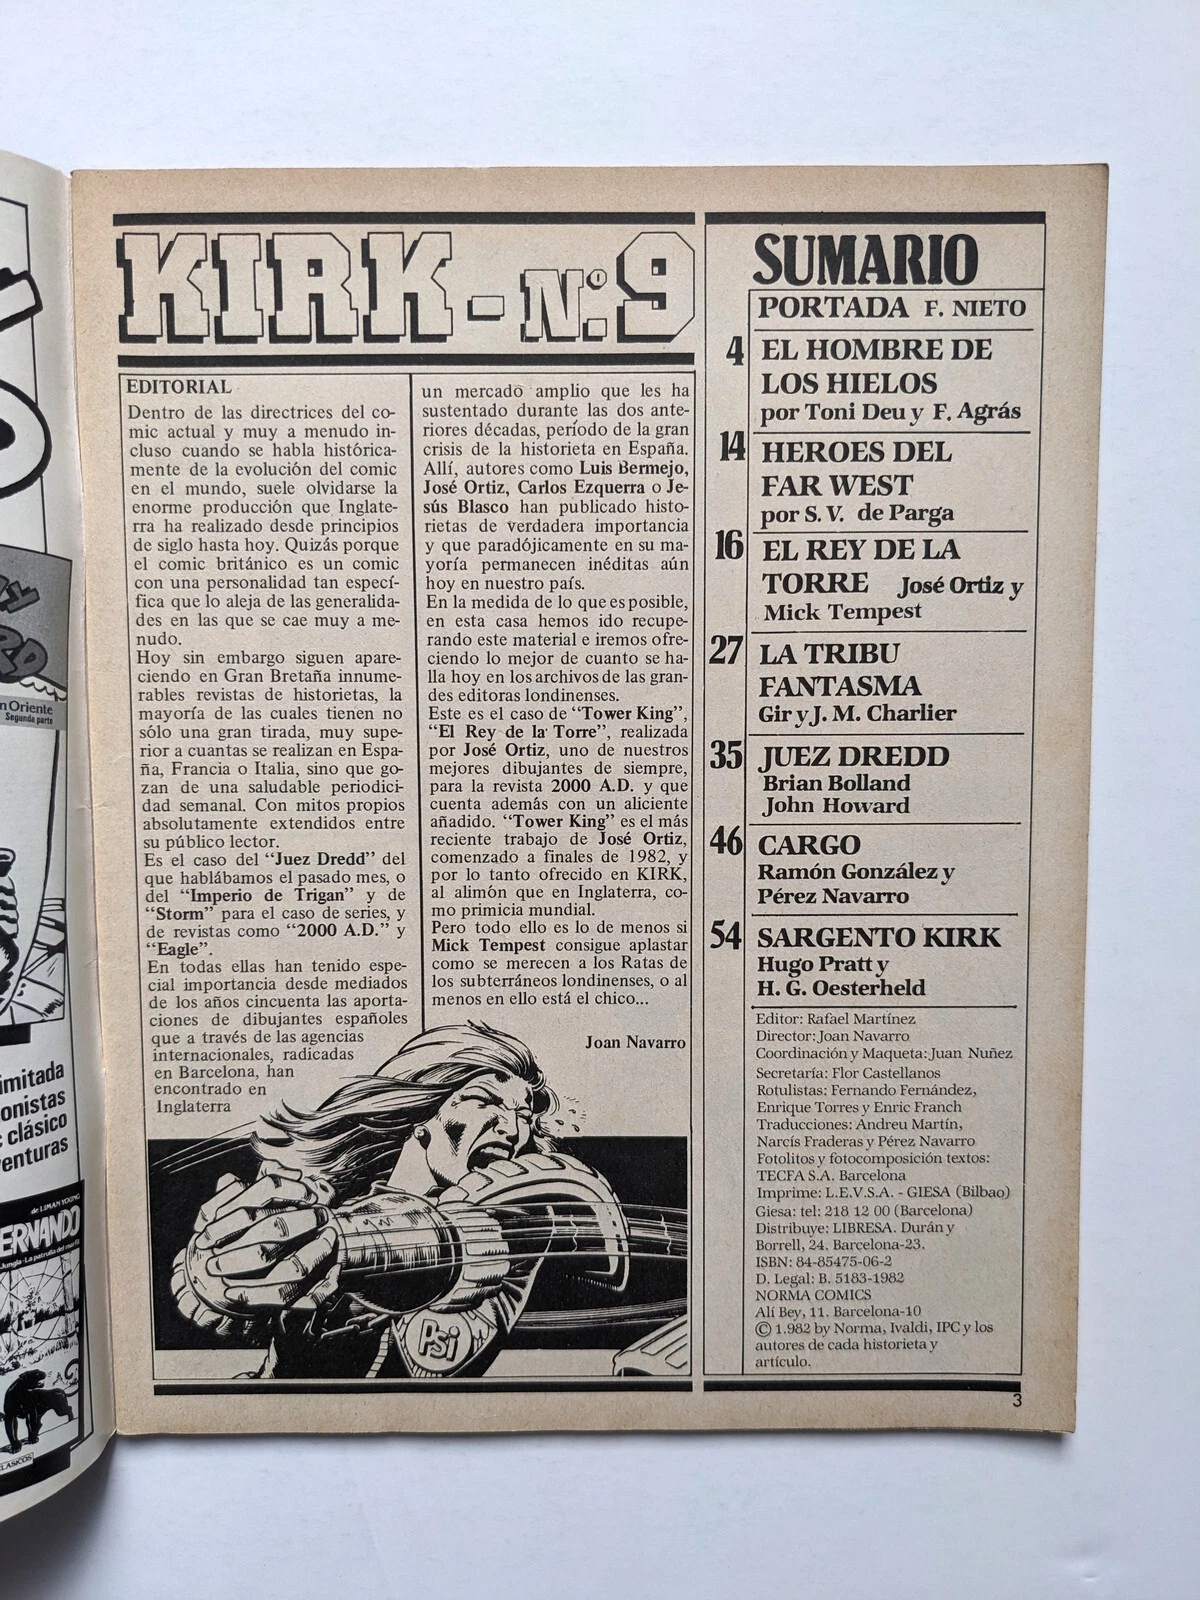 KIRK - Nº. 9
EDITORIAL
Dentro de las directrices del co-
mic actual y muy a menudo in-
cluso cuando se habla histórica-
mente de la evolución del comic
en el mundo, suele olvidarse la
enorme producción que Inglate-
rra ha realizado desde principios
de siglo hasta hoy. Quizás porque
el comic británico es un comic
con una personalidad tan especí-
fica que lo aleja de las generalida-
des en las que se cae muy a me-
nudo.
Hoy sin embargo siguen apare-
ciendo en Gran Bretaña innume-
rables revistas de historietas, la
mayoría de las cuales tienen no
sólo una gran tirada, muy supe-
rior a cuantas se realizan en Espa-
ña, Francia o Italia, sino que go-
zan de una saludable periodici-
dad semanal. Con mitos propios
absolutamente extendidos entre
su público lector.
Es el caso del “Juez Dredd” del
que hablábamos el pasado mes, o
del “Imperio de Trigan” y de
“Storm” para el caso de series, y
de revistas como “2000 A.D.” y
“Eagle”.
En todas ellas han tenido espe-
cial importancia desde mediados
de los años cincuenta las aporta-
ciones de dibujantes españoles
que a través de las agencias
internacionales, radicadas
en Barcelona, han
encontrado en
Inglaterra
un mercado amplio que les ha
sustentado durante las dos ante-
riores décadas, período de la gran
crisis de la historieta en España.
Allí, autores como Luis Bermejo,
José Ortiz, Carlos Ezquerra o Je-
sús Blasco han publicado histo-
rietas de verdadera importancia
y que paradójicamente en su ma-
yoría permanecen inéditas aún
hoy en nuestro país.
En la medida de lo que es posible,
en esta casa hemos ido recupe-
rando este material e iremos ofre-
ciendo lo mejor de cuanto se ha-
lla hoy en los archivos de las gran-
des editoras londinenses.
Este es el caso de “Tower King”,
“El Rey de la Torre”, realizada
por José Ortiz, uno de nuestros
mejores dibujantes de siempre,
para la revista 2000 A.D. y que
cuenta además con un aliciente
añadido. “Tower King” es el más
reciente trabajo de José Ortiz,
comenzado a finales de 1982, y
por lo tanto ofrecido en KIRK,
al alimón que en Inglaterra, co-
mo primicia mundial.
Pero todo ello es lo de menos si
Mick Tempest consigue aplastar
como se merecen a los Ratas de
los subterráneos londinenses, o al
menos en ello está el chico...
Joan Navarro
PSi
SUMARIO
PORTADA F. NIETO
4 EL HOMBRE DE
LOS HIELOS
por Toni Deu y F. Agrás
14 HEROES DEL
FAR WEST
por S. V. de Parga
16 EL REY DE LA
TORRE José Ortiz y
Mick Tempest
27 LA TRIBU
FANTASMA
Gir y J. M. Charlier
35 JUEZ DREDD
Brian Bolland
John Howard
46 CARGO
Ramón González y
Pérez Navarro
54 SARGENTO KIRK
Hugo Pratt y
H. G. Oesterheld
Editor: Rafael Martínez
Director: Joan Navarro
Coordinación y Maqueta: Juan Nuñez
Secretaría: Flor Castellanos
Rotulistas: Fernando Fernández,
Enrique Torres y Enric Franch
Traducciones: Andreu Martín,
Narcís Fraderas y Pérez Navarro
Fotolitos y fotocomposición textos:
TECFA S.A. Barcelona
Imprime: L.E.V.S.A. - GIESA (Bilbao)
Giesa: tel: 218 12 00 (Barcelona)
Distribuye: LIBRESA. Durán y
Borrell, 24. Barcelona-23.
ISBN: 84-85475-06-2
D. Legal: B. 5183-1982
NORMA COMICS
Alí Bey, 11. Barcelona-10
© 1.982 by Norma, Ivaldi, IPC y los
autores de cada historieta y
artículo.
3
n Oriente
Segunda parte
imitada
onistas
c clásico
enturas
de LIMAN YOUNG
ERNANDO